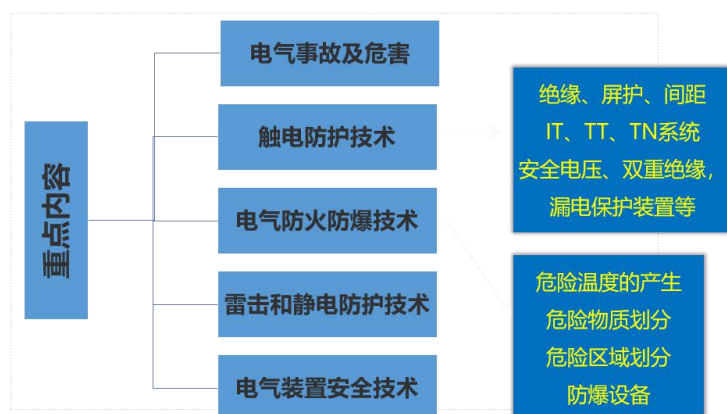 重点内容
电气事故及危害
触电防护技术
电气防火防爆技术
雷击和静电防护技术
电气装置安全技术
绝缘、屏护、间距
IT、TT、TN系统
安全电压、双重绝缘，
漏电保护装置等
危险温度的产生
危险物质划分
危险区域划分
防爆设备